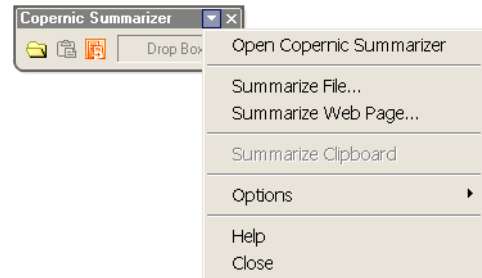 Copernic Summarizer
Drop Box
Open Copernic Summarizer
Summarize File...
Summarize Web Page...
Summarize Clipboard
Options
Help
Close